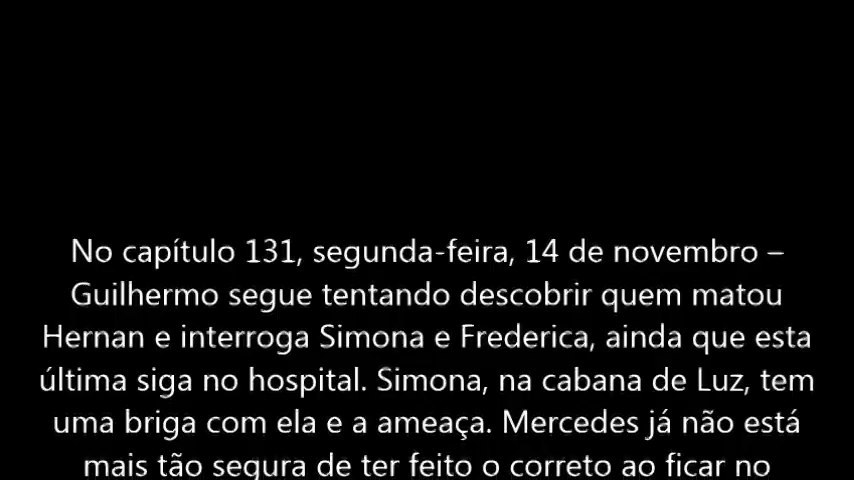 No capítulo 131, segunda-feira, 14 de novembro –
Guilhermo segue tentando descobrir quem matou
Hernan e interroga Simona e Frederica, ainda que esta
última siga no hospital. Simona, na cabana de Luz, tem
uma briga com ela e a ameaça. Mercedes já não está
mais tão segura de ter feito o correto ao ficar no